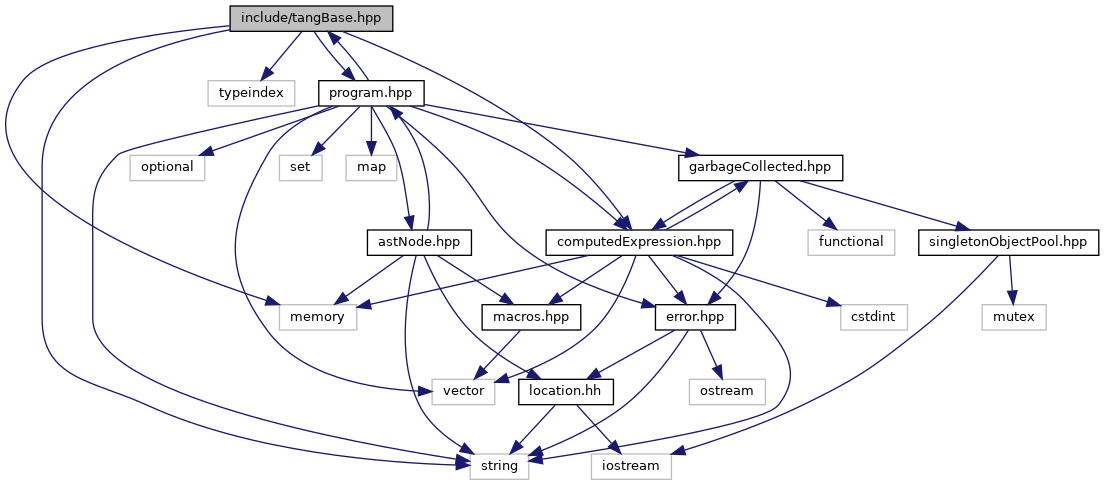 include/tangBase.hpp
typeindex
program.hpp
optional
set
map
garbageCollected.hpp
astNode.hpp
computedExpression.hpp
functional
singletonObjectPool.hpp
memory
macros.hpp
error.hpp
cstdint
mutex
vector
location.hh
ostream
string
iostream